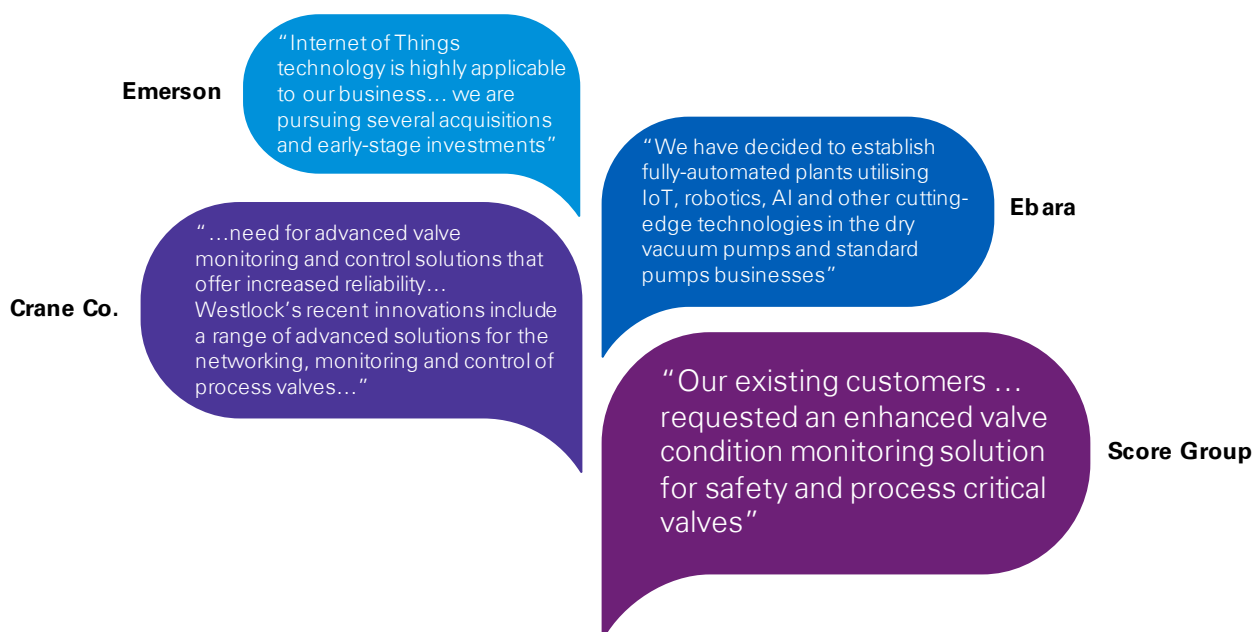 Emerson
“Internet of Things
technology is highly applicable
to our business… we are
pursuing several acquisitions
and early-stage investments”
“We have decided to establish
fully-automated plants utilising
IoT, robotics, AI and other cutting-
edge technologies in the dry
vacuum pumps and standard
pumps businesses”
Ebara
Crane Co.
“…need for advanced valve
monitoring and control solutions that
offer increased reliability…
Westlock’s recent innovations include
a range of advanced solutions for the
networking, monitoring and control of
process valves…”
“Our existing customers …
requested an enhanced valve
condition monitoring solution
for safety and process critical
valves”
Score Group